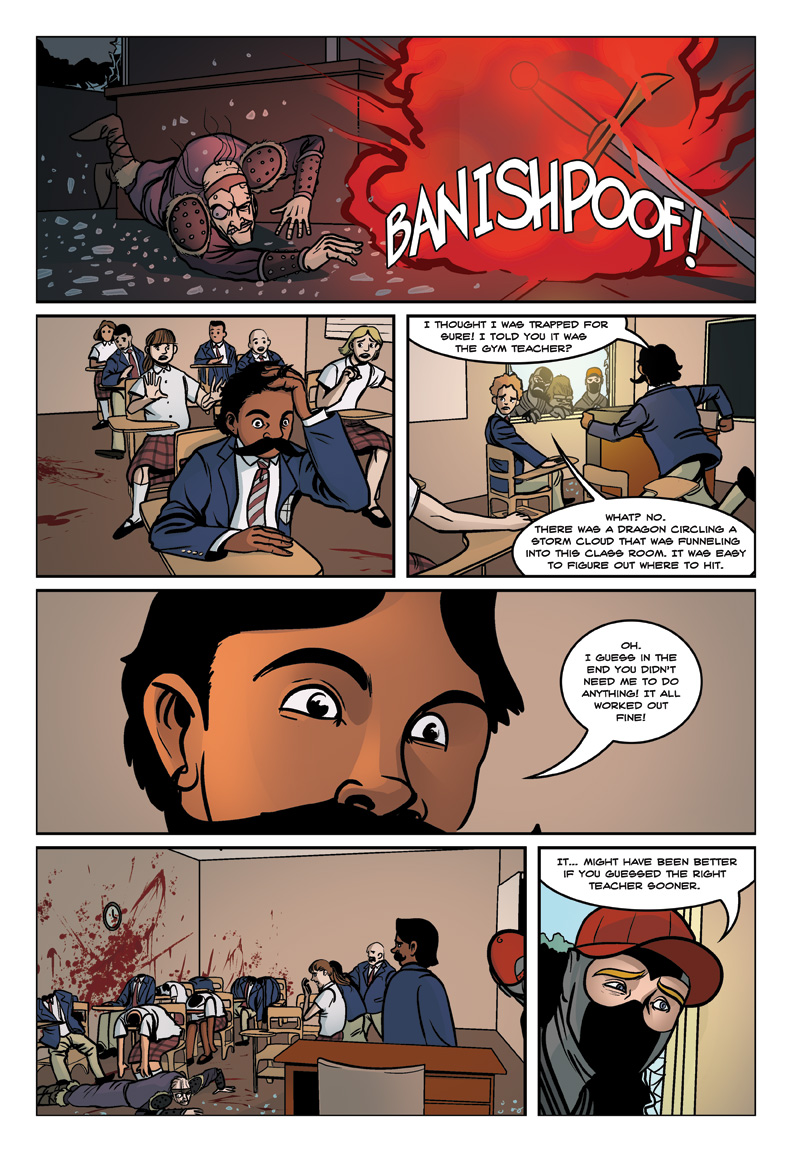 BANISHPOOF!
I THOUGHT I WAS TRAPPED FOR
SURE! I TOLD YOU IT WAS
THE GYM TEACHER?
WHAT? NO.
THERE WAS A DRAGON CIRCLING A
STORM CLOUD THAT WAS FUNNELING
INTO THIS CLASS ROOM. IT WAS EASY
TO FIGURE OUT WHERE TO HIT.
OH.
I GUESS IN THE
END YOU DIDN'T
NEED ME TO DO
ANYTHING! IT ALL
WORKED OUT
FINE!
IT... MIGHT HAVE BEEN BETTER
IF YOU GUESSED THE RIGHT
TEACHER SOONER.